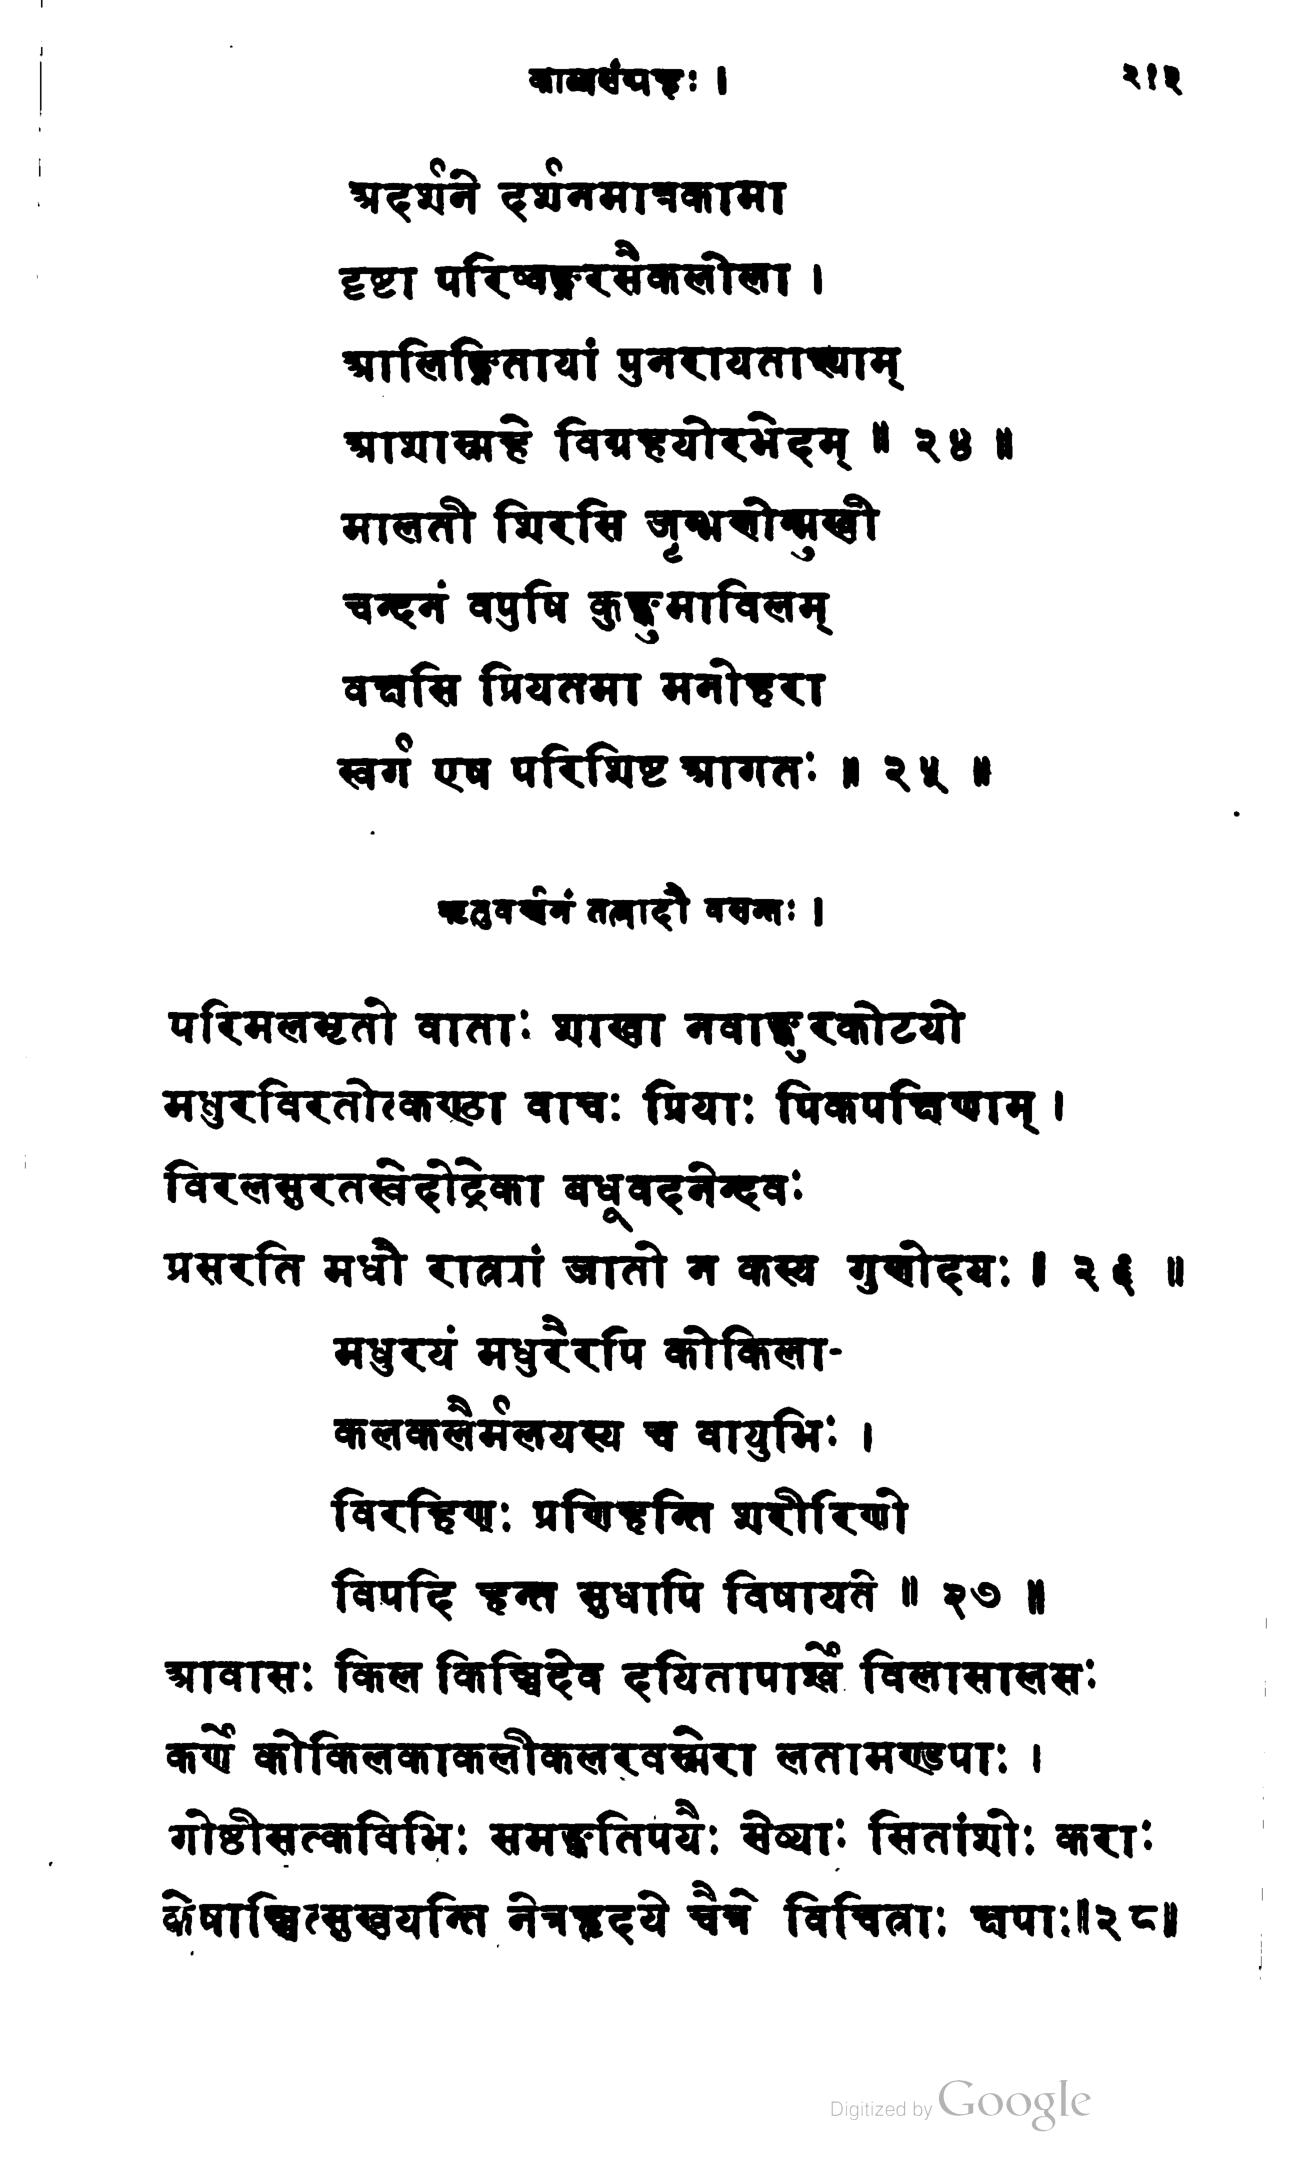 काव्यसंग्रहः । २१३
अदर्शने दर्शनमात्रकामा
दृष्टा परिष्वङ्गरसैकलोला ।
आलिङ्गितायां पुनरायताक्ष्याम्
आशास्महे विग्रहयोरभेदम् ॥ २४ ॥
मालती शिरसि जृम्भणोन्मुखी
चन्दनं वपुषि कुङ्कुमाविलम्
वक्षसि प्रियतमा मनोहरा
स्वर्ग एष परिशिष्ट आगतः ॥ २५ ॥
ऋतुवर्णनं तत्रादौ वसन्तः ।
परिमलभृतो वाताः शाखा नवाङ्कुरकोटयो
मधुरविरतोत्कण्ठा वाचः प्रियाः पिकपक्षिणाम् ।
विरलसुरतस्वेदोद्रेका बधूवदनेन्दवः
प्रसरति मधौ रात्र्यां जातो न कस्य गुणोदयः ॥ २६ ॥
मधुरयं मधुरैरपि कोकिला-
कलकलैर्मलयस्य च वायुभिः ।
विरहिणः प्रणिहन्ति शरीरिणो
विपदि हन्त सुधापि विषायते ॥ २७ ॥
आवासः किल किञ्चिदेव दयितापार्श्वे विलासालसः
कर्णे कोकिलकाकलीकलरवस्मेरा लतामण्डपाः ।
गोष्ठीसत्कविभिः समङ्कतिपयैः सेव्याः सितांशोः कराः
केषाञ्चित्सुखयन्ति नेत्रहृदये चैत्रे विचित्राः क्षपाः॥२८॥
Digitized by Google